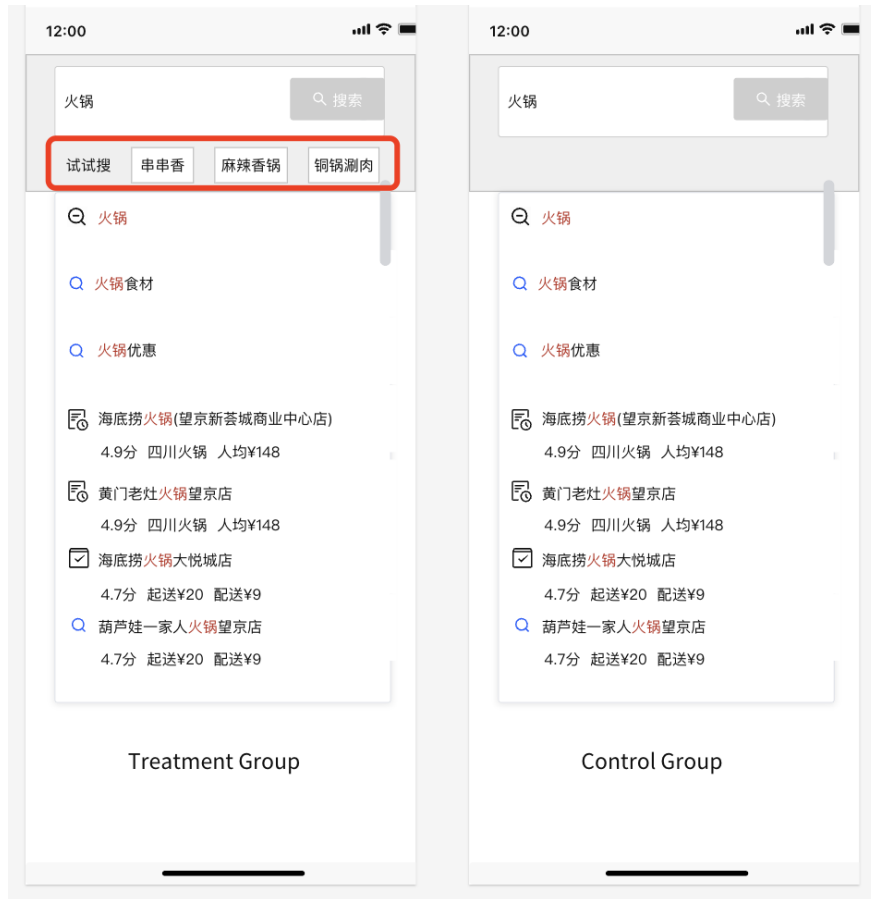 12:00
火锅 搜索
试试搜 串串香 麻辣香锅 铜锅涮肉
火锅
火锅食材
火锅优惠
海底捞火锅(望京新荟城商业中心店)
4.9分 四川火锅 人均¥148
黄门老灶火锅望京店
4.9分 四川火锅 人均¥148
海底捞火锅大悦城店
4.7分 起送¥20 配送¥9
葫芦娃一家人火锅望京店
4.7分 起送¥20 配送¥9
Treatment Group
12:00
火锅 搜索
火锅
火锅食材
火锅优惠
海底捞火锅(望京新荟城商业中心店)
4.9分 四川火锅 人均¥148
黄门老灶火锅望京店
4.9分 四川火锅 人均¥148
海底捞火锅大悦城店
4.7分 起送¥20 配送¥9
葫芦娃一家人火锅望京店
4.7分 起送¥20 配送¥9
Control Group